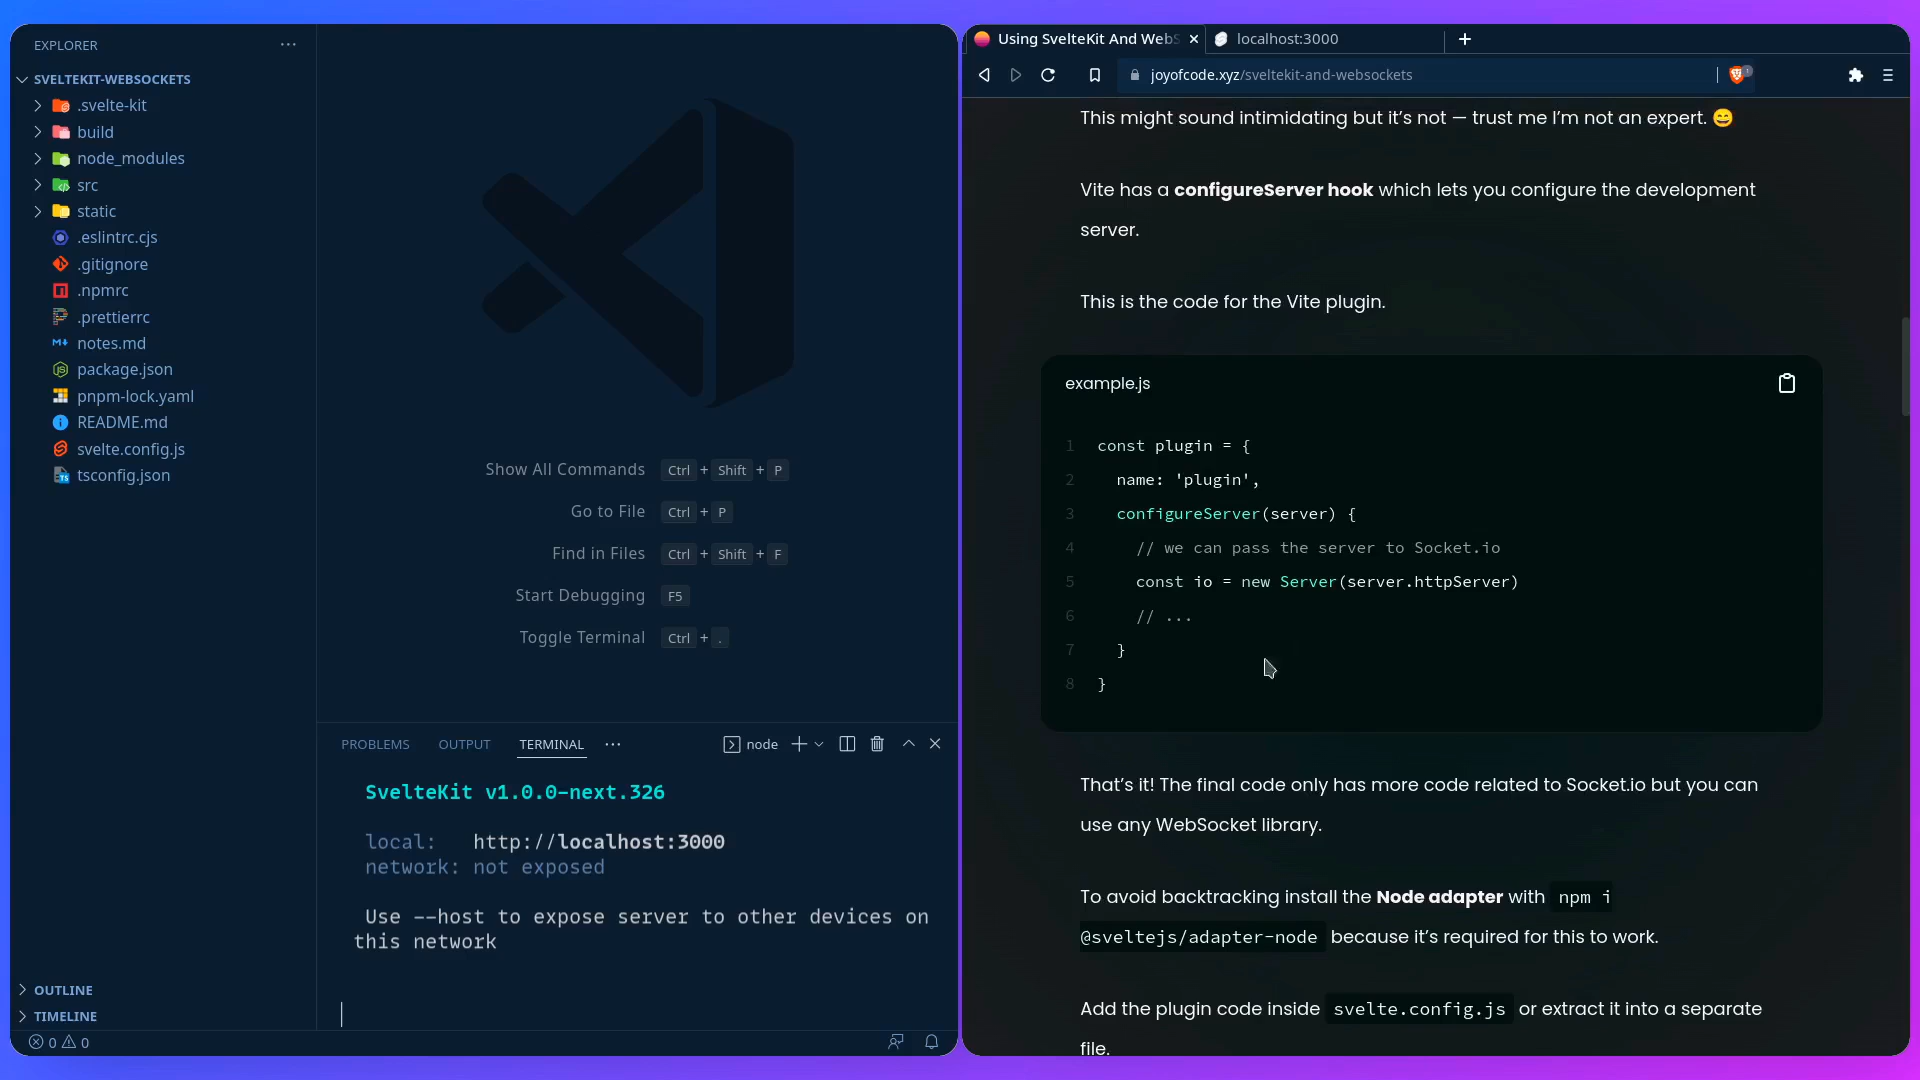 EXPLORER
SVELTEKIT-WEBSOCKETS
.svelte-kit
build
node_modules
src
static
.eslintrc.cjs
.gitignore
.npmrc
.prettierrc
notes.md
package.json
pnpm-lock.yaml
README.md
svelte.config.js
tsconfig.json
OUTLINE
TIMELINE
0 0
Show All Commands Ctrl + Shift + P
Go to File Ctrl + P
Find in Files Ctrl + Shift + F
Start Debugging F5
Toggle Terminal Ctrl + .
PROBLEMS OUTPUT TERMINAL ... node
SvelteKit v1.0.0-next.326
local: http://localhost:3000
network: not exposed
Use --host to expose server to other devices on
this network
Using SvelteKit And WebS localhost:3000
joyofcode.xyz/sveltekit-and-websockets
This might sound intimidating but it’s not — trust me I’m not an expert. 😄
Vite has a configureServer hook which lets you configure the development
server.
This is the code for the Vite plugin.
example.js
1 const plugin = {
2 name: 'plugin',
3 configureServer(server) {
4 // we can pass the server to Socket.io
5 const io = new Server(server.httpServer)
6 // ...
7 }
8 }
That’s it! The final code only has more code related to Socket.io but you can
use any WebSocket library.
To avoid backtracking install the Node adapter with npm i
@sveltejs/adapter-node because it’s required for this to work.
Add the plugin code inside svelte.config.js or extract it into a separate
file.